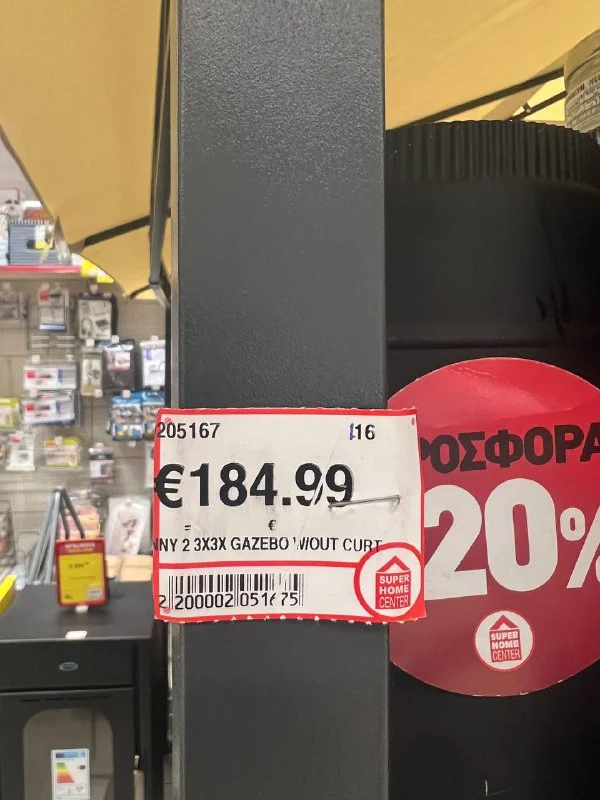 205167 116
€184.99
= €
NNY 2 3X3X GAZEBO W/OUT CURT
SUPER
HOME
CENTER
2 200002 051675
ΡΟΣΦΟΡΑ
20%
SUPER
HOME
CENTER